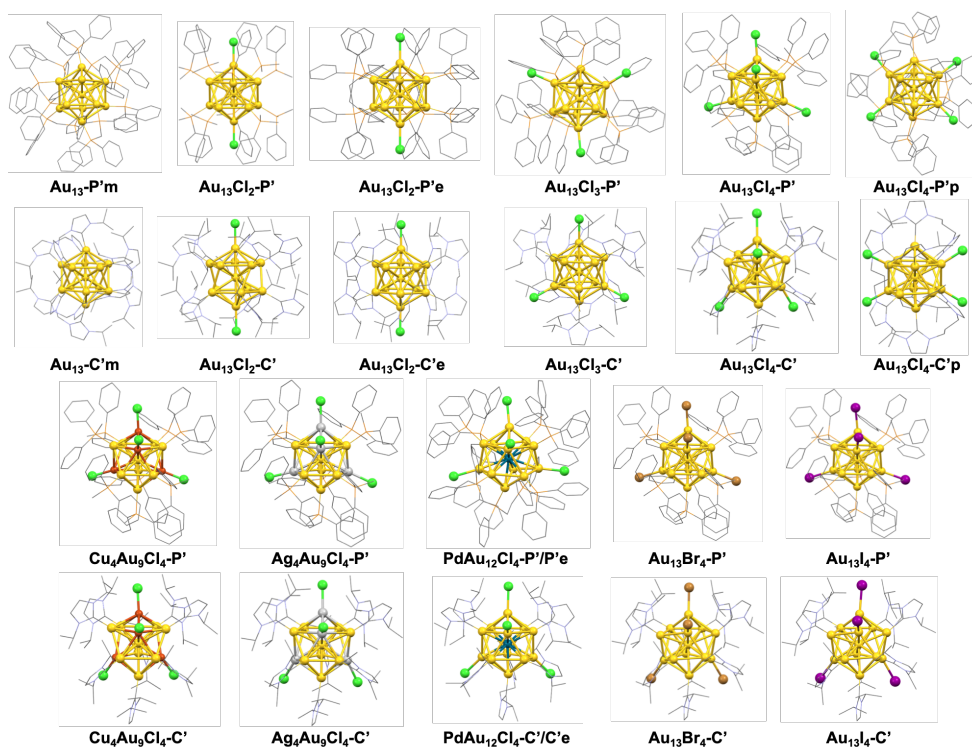 Au₁₃-P'm Au₁₃Cl₂-P' Au₁₃Cl₂-P'e Au₁₃Cl₃-P' Au₁₃Cl₄-P' Au₁₃Cl₄-P'p
Au₁₃-C'm Au₁₃Cl₂-C' Au₁₃Cl₂-C'e Au₁₃Cl₃-C' Au₁₃Cl₄-C' Au₁₃Cl₄-C'p
Cu₄Au₉Cl₄-P' Ag₄Au₉Cl₄-P' PdAu₁₂Cl₄-P'/P'e Au₁₃Br₄-P' Au₁₃I₄-P'
Cu₄Au₉Cl₄-C' Ag₄Au₉Cl₄-C' PdAu₁₂Cl₄-C'/C'e Au₁₃Br₄-C' Au₁₃I₄-C'